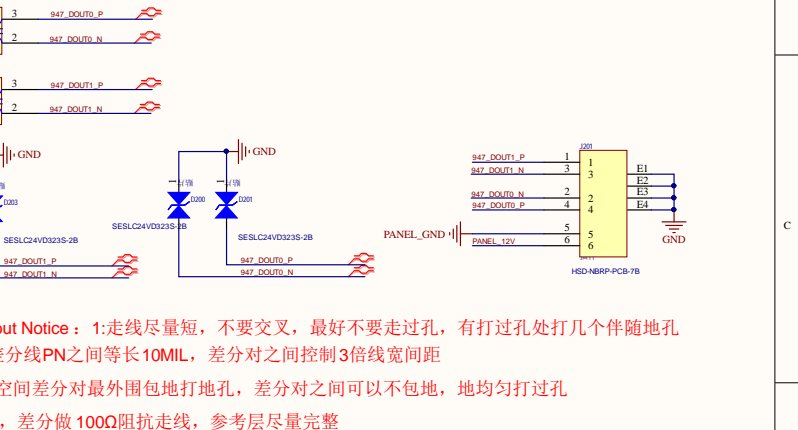 3 947_DOUT0_P
2 947_DOUT0_N
3 947_DOUT1_P
2 947_DOUT1_N
GND
GND
D203
SESLC24VD323S-2B
947_DOUT1_P
947_DOUT1_N
1 1
D200 D201
SESLC24VD323S-2B
SESLC24VD323S-2B
947_DOUT0_P
947_DOUT0_N
J201
947_DOUT1_P 1 1
947_DOUT1_N 3 3 E1
E2
947_DOUT0_N 2 2 E3
947_DOUT0_P 4 4 E4
PANEL_GND 5 5
PANEL_12V 6 6
GND
HSD-NBRP-PCB-7B
C
out Notice ： 1:走线尽量短，不要交叉，最好不要走过孔，有打过孔处打几个伴随地孔
差分线PN之间等长10MIL，差分对之间控制3倍线宽间距
空间差分对最外围包地打地孔，差分对之间可以不包地，地均匀打过孔
，差分做 100Ω阻抗走线，参考层尽量完整